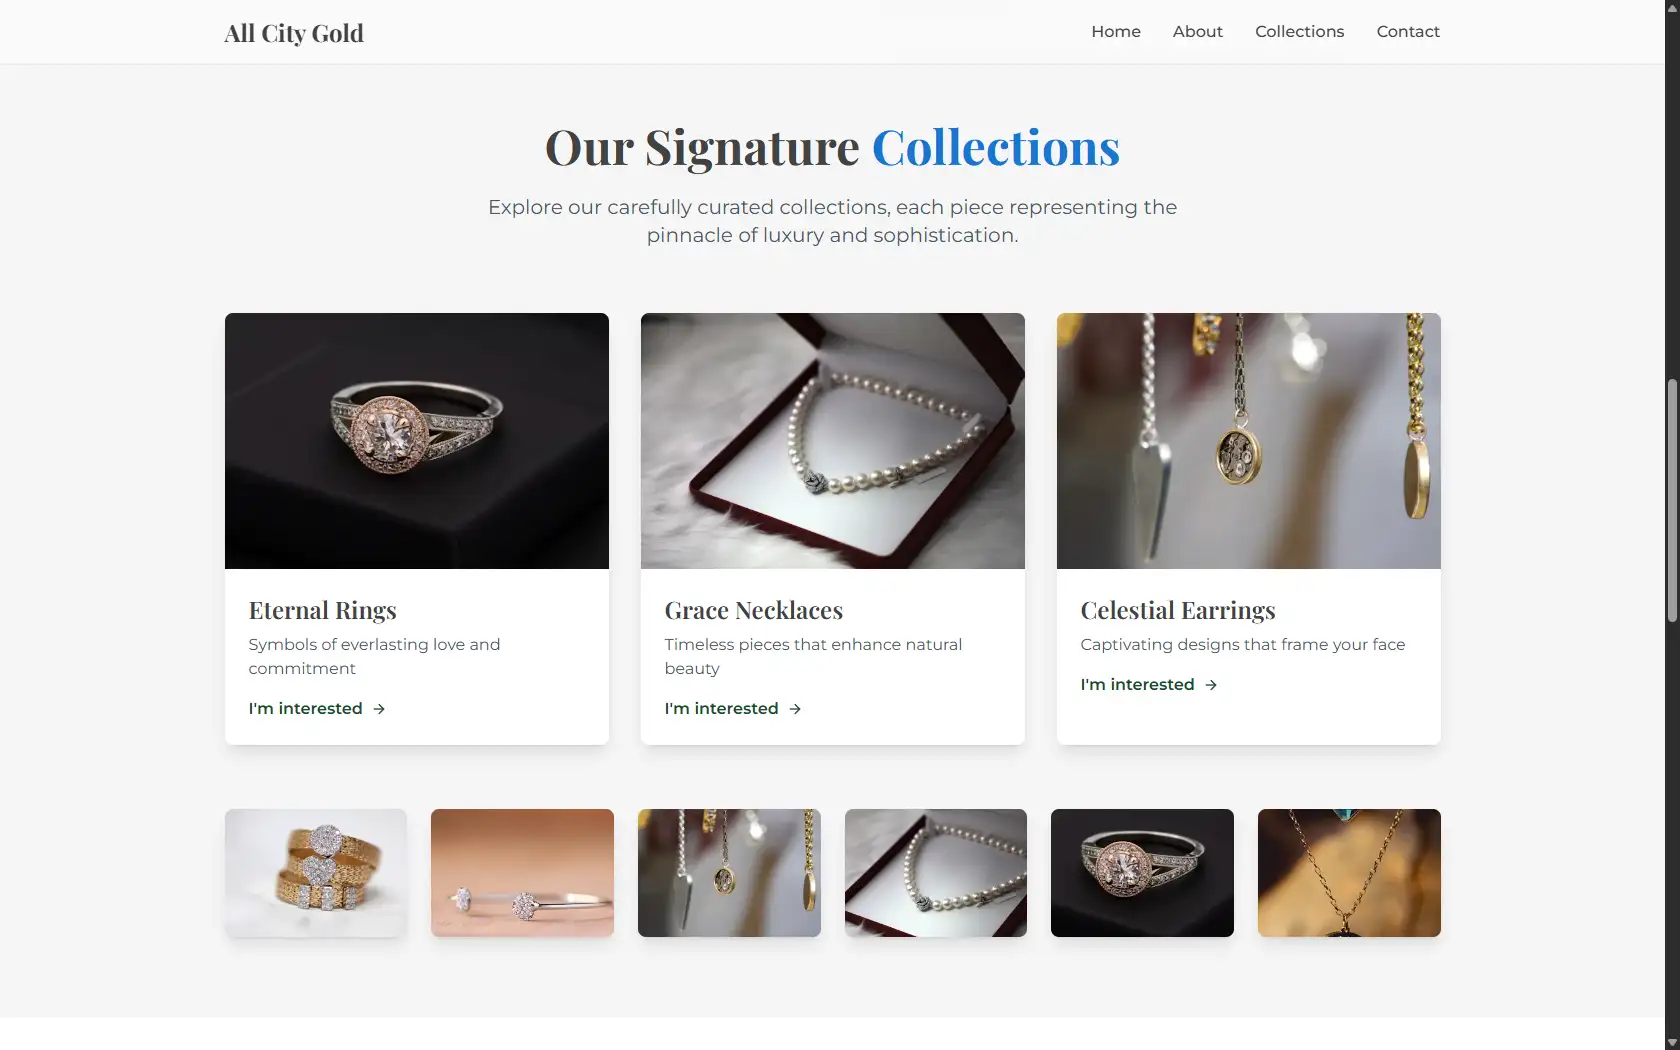 All City Gold
Home
About
Collections
Contact
Our Signature Collections
Explore our carefully curated collections, each piece representing the
pinnacle of luxury and sophistication.
Eternal Rings
Symbols of everlasting love and
commitment
I'm interested →
Grace Necklaces
Timeless pieces that enhance natural
beauty
I'm interested →
Celestial Earrings
Captivating designs that frame your face
I'm interested →